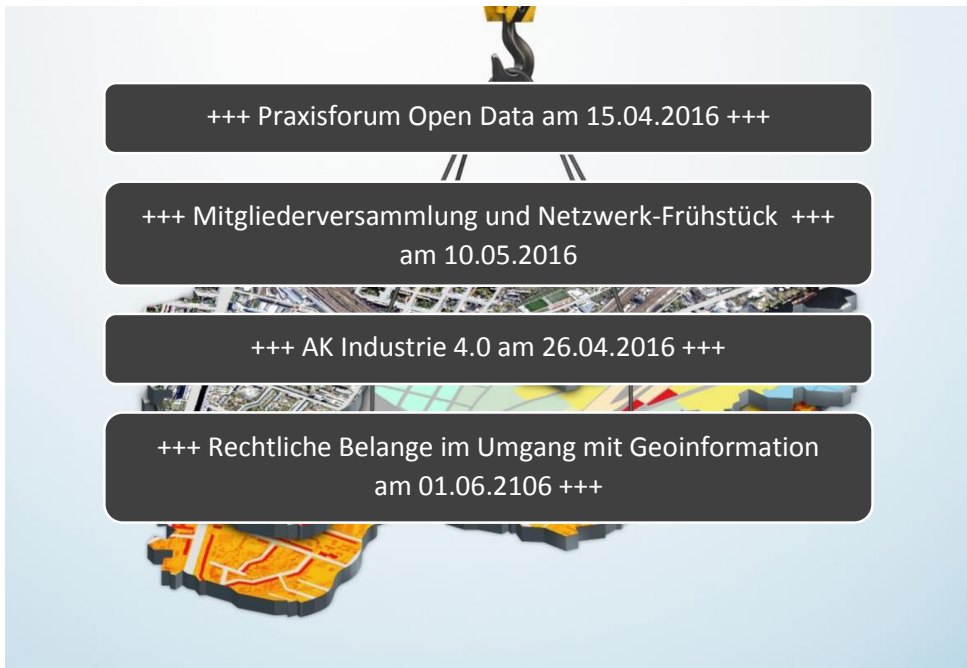 +++ Praxisforum Open Data am 15.04.2016 +++
+++ Mitgliederversammlung und Netzwerk-Frühstück  +++
am 10.05.2016
+++ AK Industrie 4.0 am 26.04.2016 +++
+++ Rechtliche Belange im Umgang mit Geoinformation
am 01.06.2106 +++